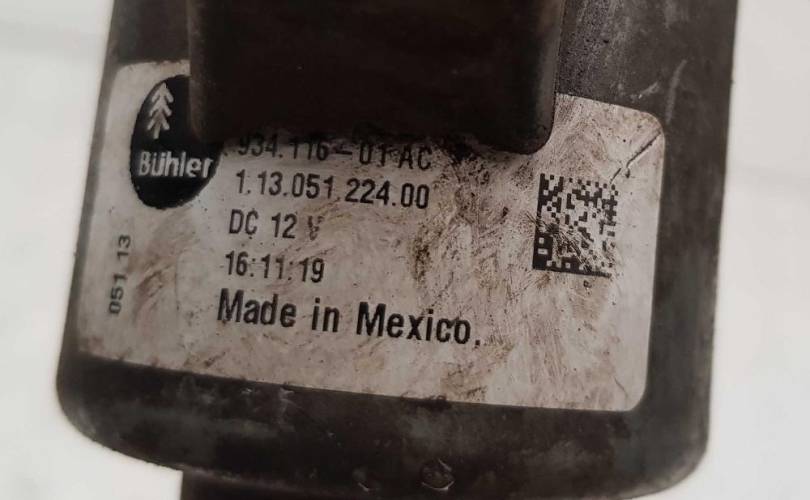 Bühler
934.116-01 AC
1.13.051.224.00
DC 12 V
16:11:19
Made in Mexico.
051.13